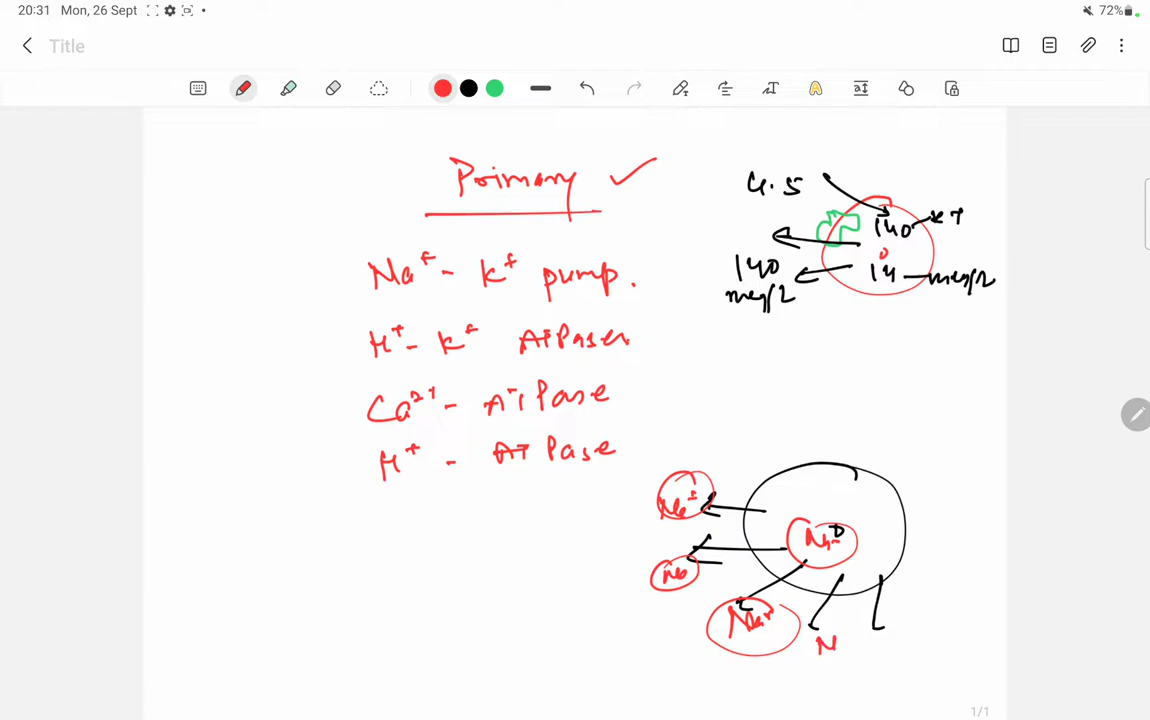 20:31 Mon, 26 Sept
72%
Title
Primary ✓
4.5
140 K+
Na+ - K+ pump.
140
14 - meq/L
meq/L
H+ - K+ ATPases
Ca2+ - ATPase
H+ - ATPase
Na+
Na+
Na
Na+
N
1/1